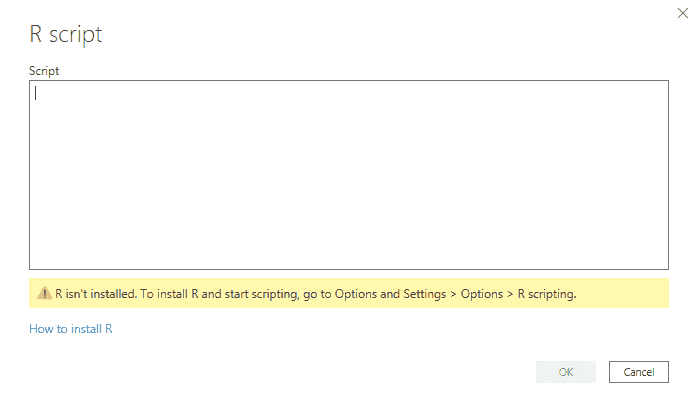 R script
Script
R isn't installed. To install R and start scripting, go to Options and Settings > Options > R scripting.
How to install R
OK
Cancel